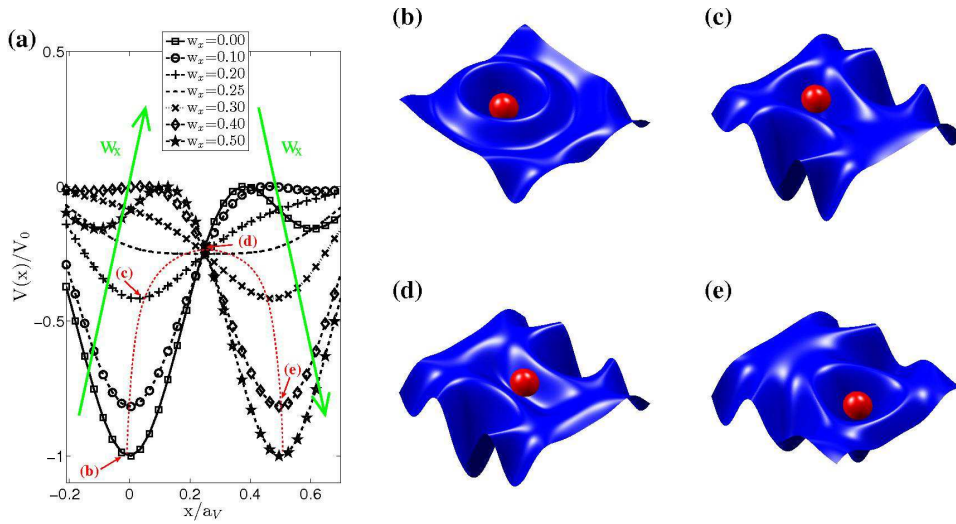 (a)
0.5
w_x=0.00
w_x=0.10
w_x=0.20
w_x=0.25
w_x=0.30
w_x=0.40
w_x=0.50
W_X W_X
0
(d)
V(x)/V_0
(c)
-0.5
(e)
(b)
-1
-0.2 0 0.2 0.4 0.6
x/a_V
(b)
(c)
(d)
(e)